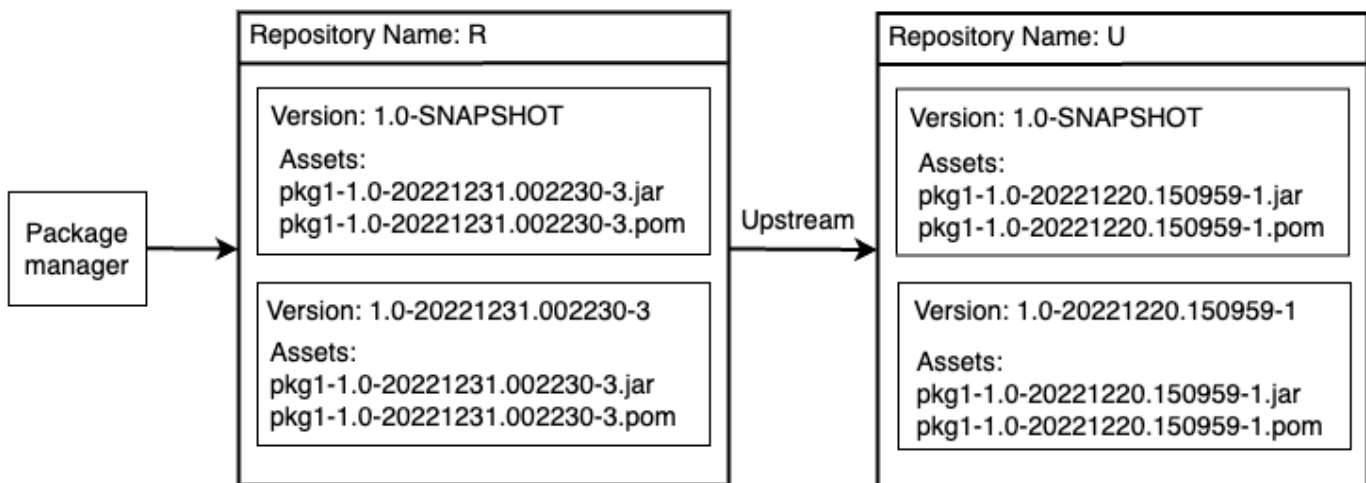 Package
manager
Repository Name: R
Version: 1.0-SNAPSHOT
Assets:
pkg1-1.0-20221231.002230-3.jar
pkg1-1.0-20221231.002230-3.pom
Version: 1.0-20221231.002230-3
Assets:
pkg1-1.0-20221231.002230-3.jar
pkg1-1.0-20221231.002230-3.pom
Upstream
Repository Name: U
Version: 1.0-SNAPSHOT
Assets:
pkg1-1.0-20221220.150959-1.jar
pkg1-1.0-20221220.150959-1.pom
Version: 1.0-20221220.150959-1
Assets:
pkg1-1.0-20221220.150959-1.jar
pkg1-1.0-20221220.150959-1.pom